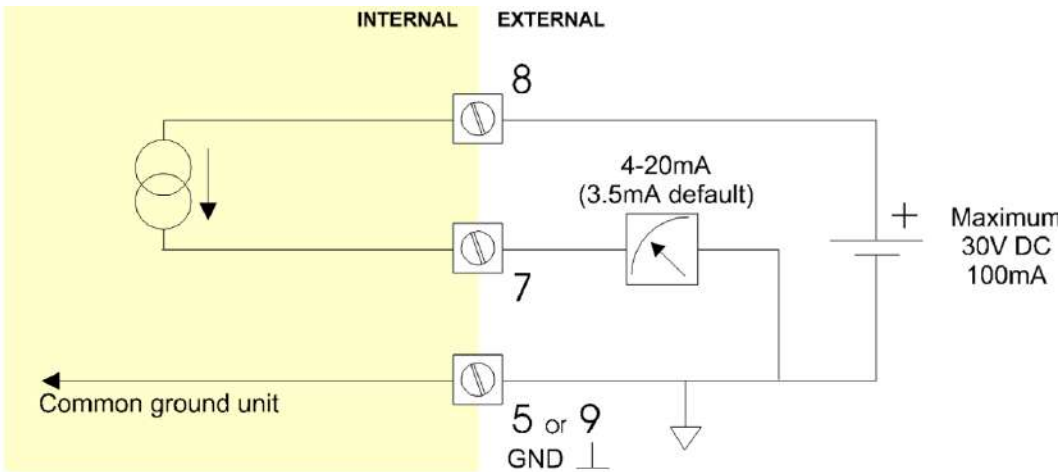 INTERNAL EXTERNAL
8
4-20mA
(3.5mA default)
+
Maximum
30V DC
100mA
7
Common ground unit
5 or 9
GND